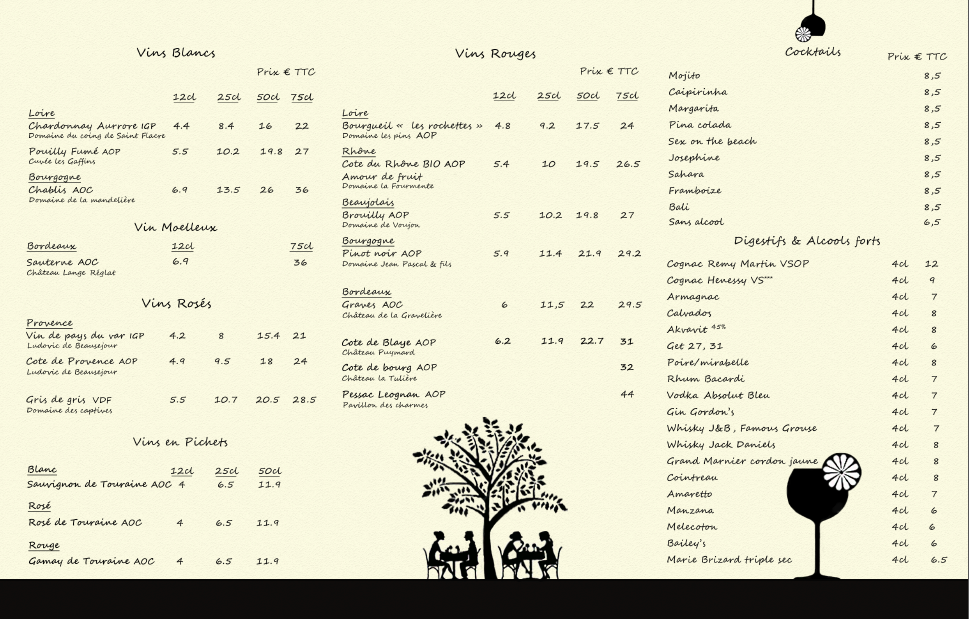 Vins Blancs
Prix € TTC
12cl 25cl 50cl 75cl
Loire
Chardonnay Aurrore IGP 4.4 8.4 16 22
Domaine du coing de Saint Fiacre
Pouilly Fumé AOP 5.5 10.2 19.8 27
Cuvée les Gaffins
Bourgogne
Chablis AOC 6.9 13.5 26 36
Domaine de la mandelière
Vin Moelleux
Bordeaux 12cl 75cl
Sauterne AOC 6.9 36
Château Lange Règlat
Vins Rosés
Provence
Vin de pays du var IGP 4.2 8 15.4 21
Ludovic de Beausejour
Cote de Provence AOP 4.9 9.5 18 24
Ludovic de Beausejour
Gris de gris VDF 5.5 10.7 20.5 28.5
Domaine des captives
Vins en Pichets
Blanc 12cl 25cl 50cl
Sauvignon de Touraine AOC 4 6.5 11.9
Rosé
Rosé de Touraine AOC 4 6.5 11.9
Rouge
Gamay de Touraine AOC 4 6.5 11.9
Vins Rouges
Prix € TTC
12cl 25cl 50cl 75cl
Loire
Bourgueil « les rochettes » 4.8 9.2 17.5 24
Domaine les pins AOP
Rhône
Cote du Rhône BIO AOP 5.4 10 19.5 26.5
Amour de fruit
Domaine la Fourmente
Beaujolais
Brouilly AOP 5.5 10.2 19.8 27
Domaine de Voujon
Bourgogne
Pinot noir AOP 5.9 11.4 21.9 29.2
Domaine Jean Pascal & fils
Bordeaux
Graves AOC 6 11,5 22 29.5
Château de la Gravelière
Cote de Blaye AOP 6.2 11.9 22.7 31
Château Puymard
Cote de bourg AOP 32
Château la Tulière
Pessac Leognan AOP 44
Pavillon des charmes
Cocktails
Prix € TTC
Mojito 8,5
Caipirinha 8,5
Margarita 8,5
Pina colada 8,5
Sex on the beach 8,5
Josephine 8,5
Sahara 8,5
Framboize 8,5
Bali 8,5
Sans alcool 6,5
Digestifs & Alcools forts
Cognac Remy Martin VSOP 4cl 12
Cognac Henessy VS*** 4cl 9
Armagnac 4cl 7
Calvados 4cl 8
Akvavit 45% 4cl 8
Get 27, 31 4cl 6
Poire/mirabelle 4cl 8
Rhum Bacardi 4cl 7
Vodka Absolut Bleu 4cl 7
Gin Gordon's 4cl 7
Whisky J&B , Famous Grouse 4cl 7
Whisky Jack Daniels 4cl 8
Grand Marnier cordon jaune 4cl 8
Cointreau 4cl 8
Amaretto 4cl 7
Manzana 4cl 6
Melecoton 4cl 6
Bailey's 4cl 6
Marie Brizard triple sec 4cl 6.5